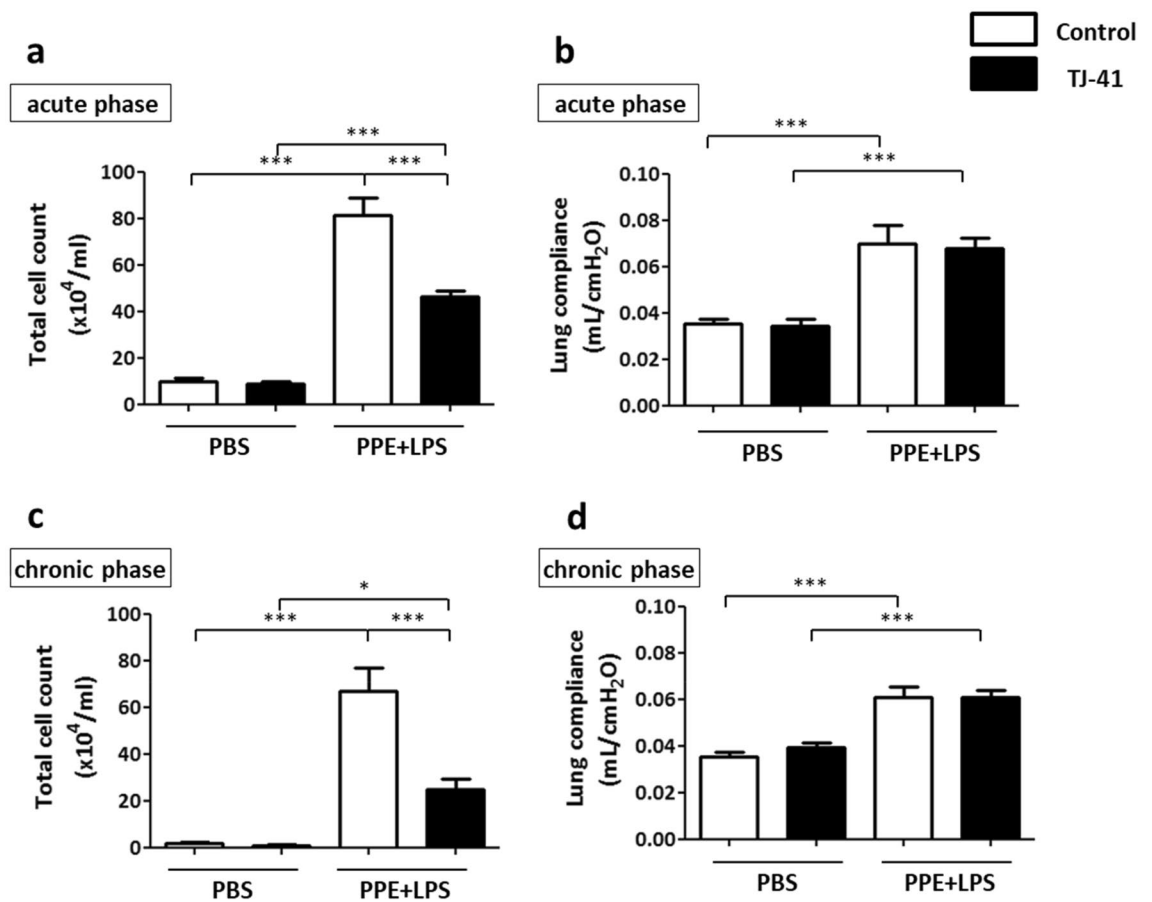 Control
TJ-41
a
acute phase
***
***
***
Total cell count
(x10⁴/ml)
100
80
60
40
20
0
PBS
PPE+LPS
b
acute phase
***
***
Lung compliance
(mL/cmH₂O)
0.10
0.08
0.06
0.04
0.02
0.00
PBS
PPE+LPS
c
chronic phase
*
***
***
Total cell count
(x10⁴/ml)
100
80
60
40
20
0
PBS
PPE+LPS
d
chronic phase
***
***
Lung compliance
(mL/cmH₂O)
0.10
0.08
0.06
0.04
0.02
0.00
PBS
PPE+LPS